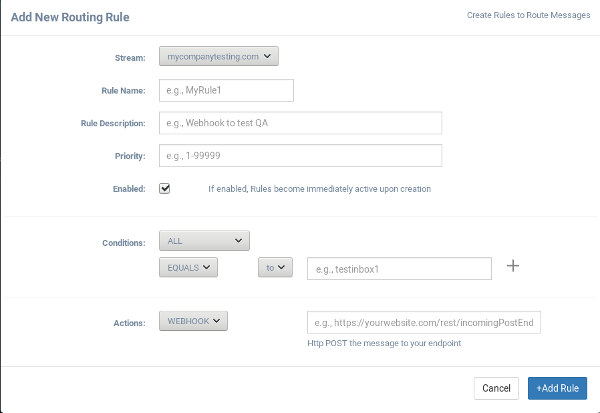 Add New Routing Rule
Create Rules to Route Messages
Stream: mycompanytesting.com
Rule Name: e.g., MyRule1
Rule Description: e.g., Webhook to test QA
Priority: e.g., 1-99999
Enabled: If enabled, Rules become immediately active upon creation
Conditions: ALL
EQUALS to e.g., testinbox1
Actions: WEBHOOK e.g., https://yourwebsite.com/rest/incomingPostEnd
Http POST the message to your endpoint
Cancel +Add Rule